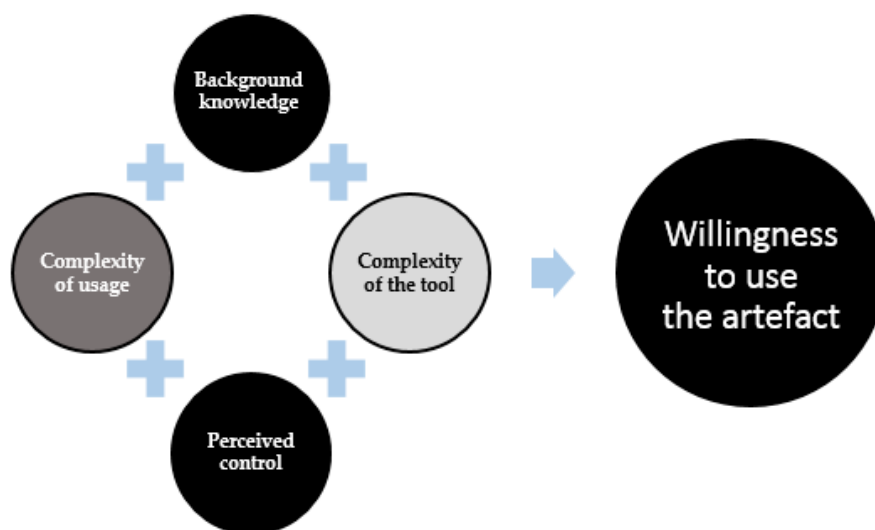 Background
knowledge
Complexity
of usage
Complexity
of the tool
Perceived
control
Willingness
to use
the artefact